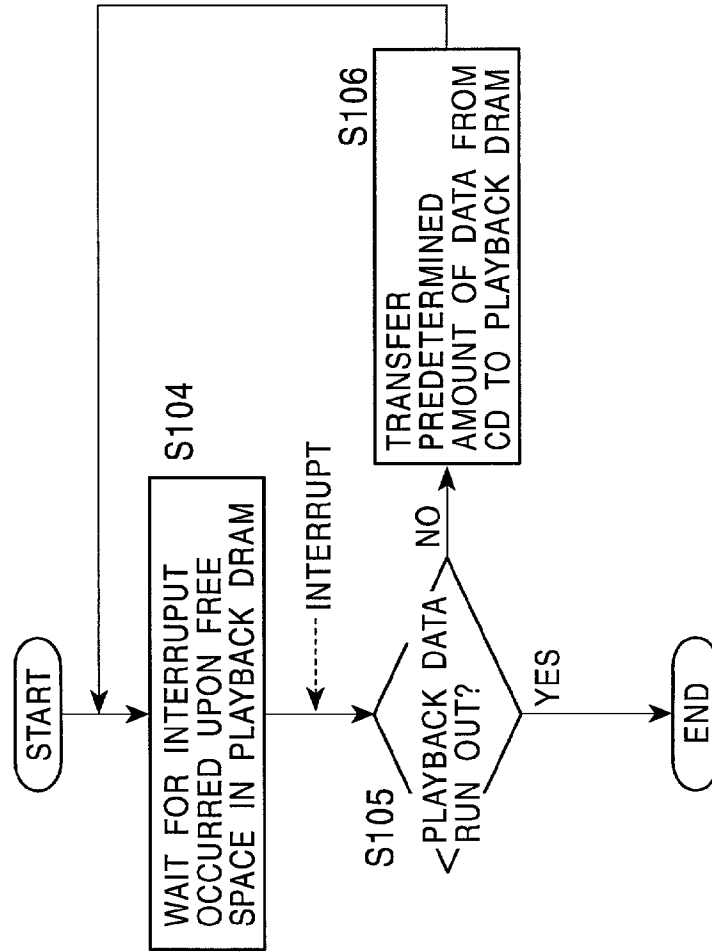 START
S104
WAIT FOR INTERRUPUT
OCCURRED UPON FREE
SPACE IN PLAYBACK DRAM
INTERRUPT
S105
PLAYBACK DATA
RUN OUT?
NO
S106
TRANSFER
PREDETERMINED
AMOUNT OF DATA FROM
CD TO PLAYBACK DRAM
YES
END